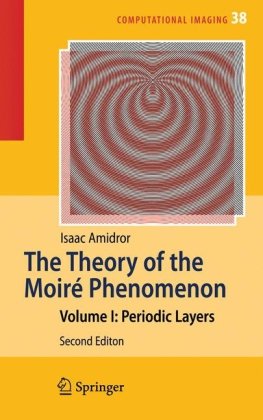 COMPUTATIONAL IMAGING 38
Isaac Amidror
The Theory of the
Moiré Phenomenon
Volume I: Periodic Layers
Second Editon
Springer